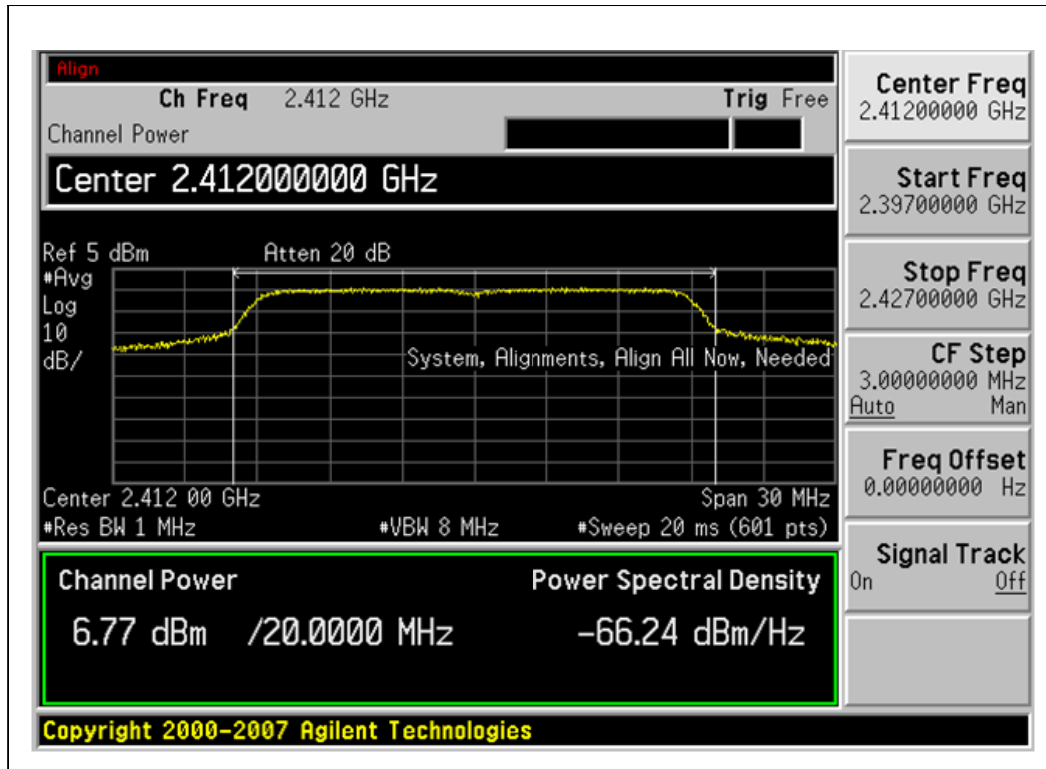 Align
Ch Freq 2.412 GHz Trig Free
Channel Power
Center 2.412000000 GHz
Ref 5 dBm Atten 20 dB
#Avg
Log
10
dB/
System, Alignments, Align All Now, Needed
Center 2.412 00 GHz Span 30 MHz
#Res BW 1 MHz #VBW 8 MHz #Sweep 20 ms (601 pts)
Channel Power Power Spectral Density
6.77 dBm /20.0000 MHz -66.24 dBm/Hz
Copyright 2000-2007 Agilent Technologies
Center Freq
2.41200000 GHz
Start Freq
2.39700000 GHz
Stop Freq
2.42700000 GHz
CF Step
3.00000000 MHz
Auto Man
Freq Offset
0.00000000 Hz
Signal Track
On Off